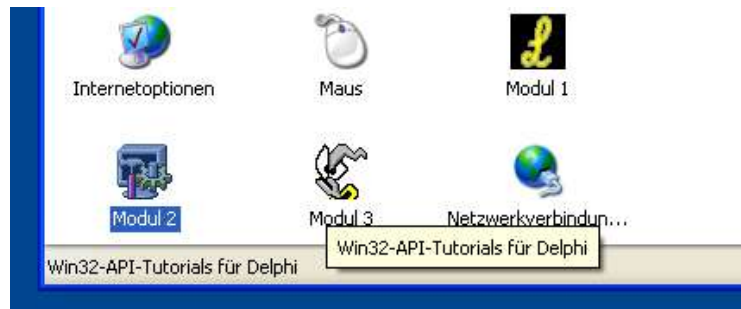 Internetoptionen Maus Modul 1
Modul 2 Modul 3 Netzwerkverbindun...
Win32-API-Tutorials für Delphi
Win32-API-Tutorials für Delphi